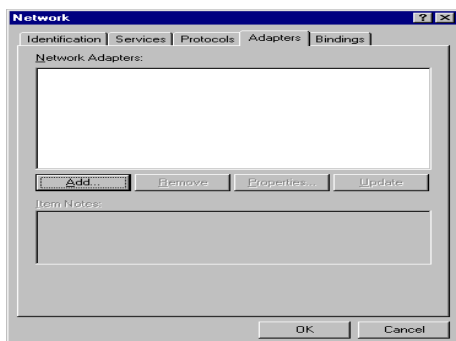 Network
Identification Services Protocols Adapters Bindings
Network Adapters:
Add... Remove Properties... Update
Item Notes:
OK Cancel